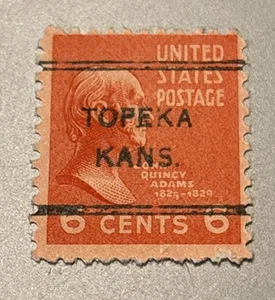 UNITED
STATES
POSTAGE
TOPEKA
KANS.
QUINCY
ADAMS
1825-1829
6 CENTS 6